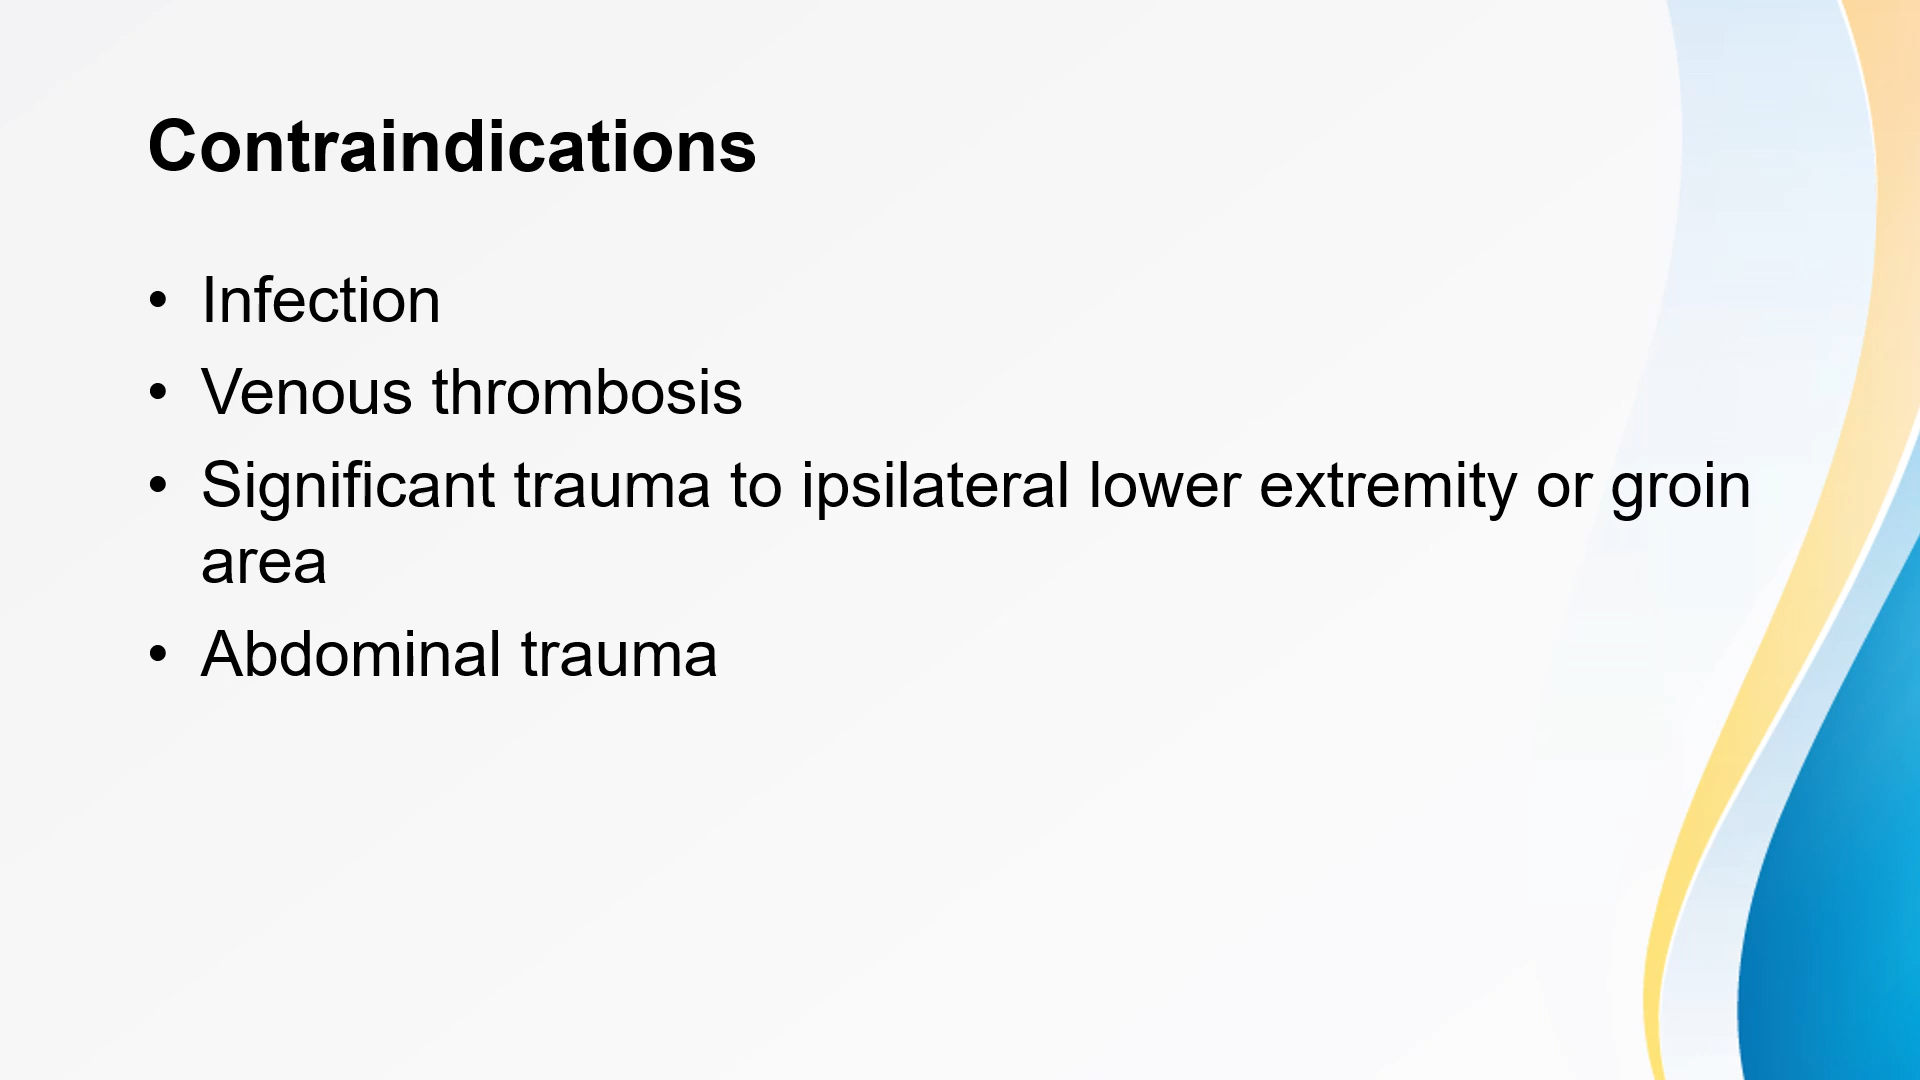 Contraindications
• Infection
• Venous thrombosis
• Significant trauma to ipsilateral lower extremity or groin
area
• Abdominal trauma